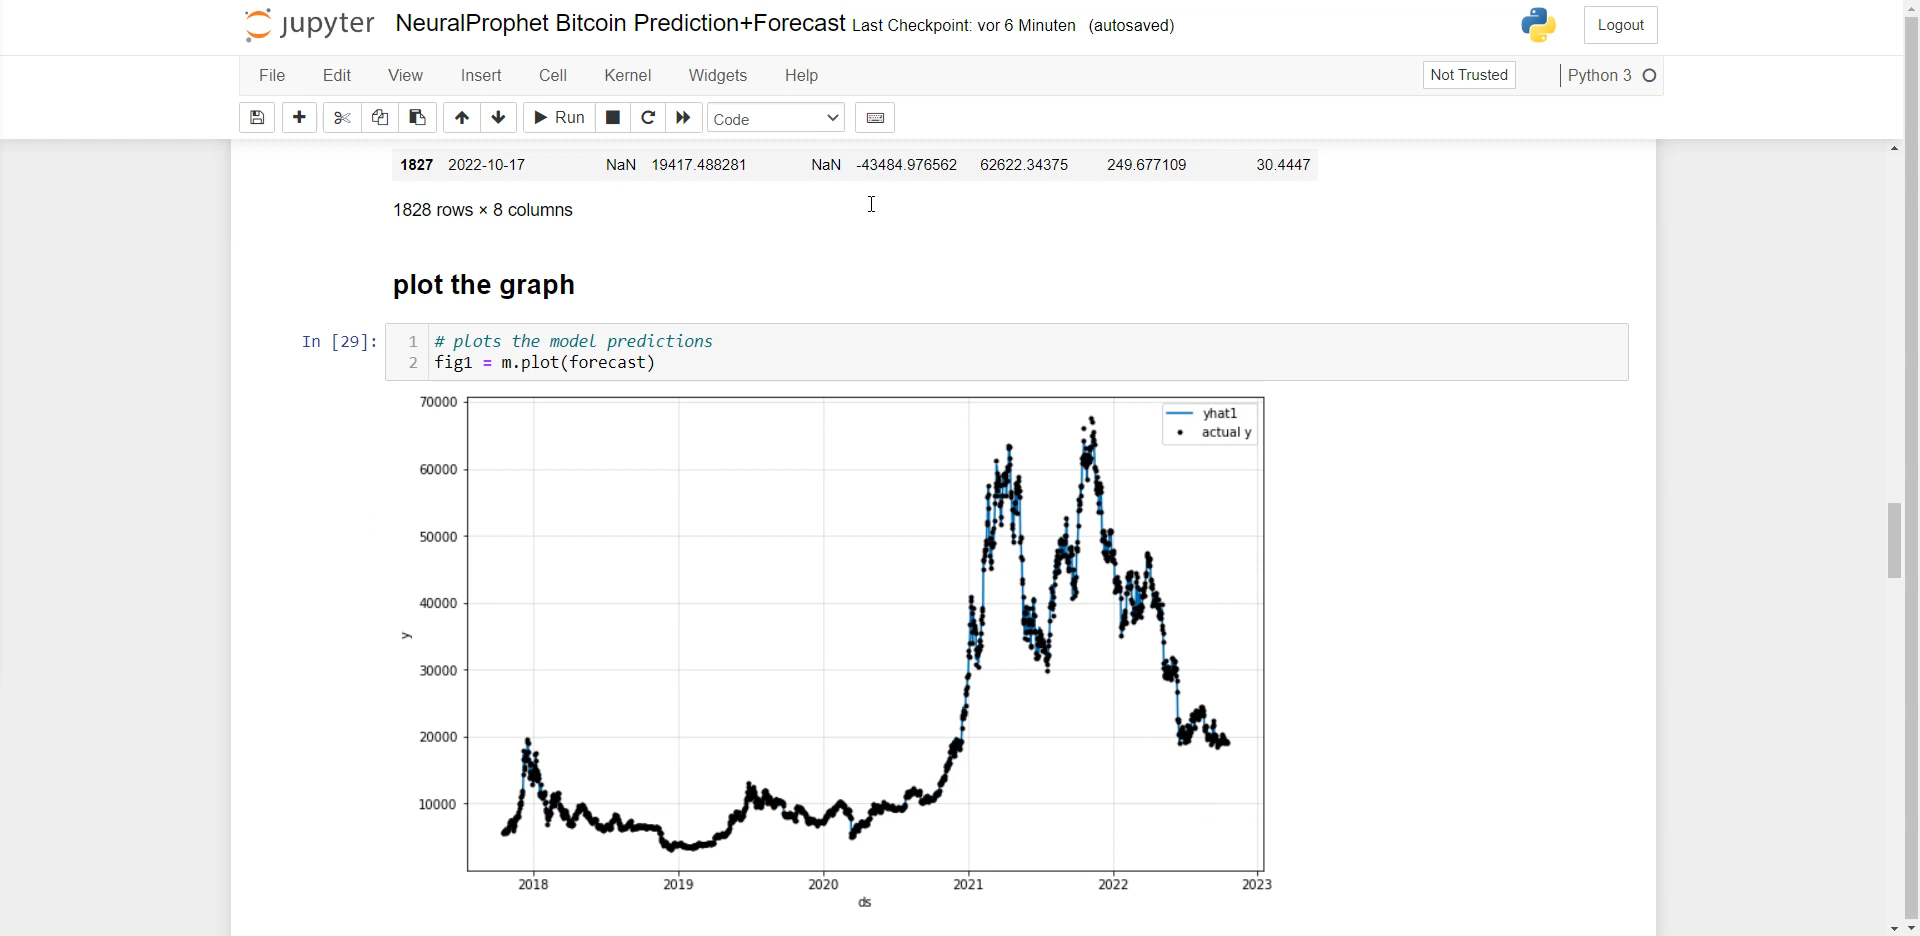 jupyter NeuralProphet Bitcoin Prediction+Forecast Last Checkpoint: vor 6 Minuten (autosaved) Logout
File Edit View Insert Cell Kernel Widgets Help Not Trusted Python 3
Run Code
1827 2022-10-17 NaN 19417.488281 NaN -43484.976562 62622.34375 249.677109 30.4447
1828 rows × 8 columns
plot the graph
In [29]: 1 # plots the model predictions
2 fig1 = m.plot(forecast)
70000
yhat1
actual y
60000
50000
40000
y
30000
20000
10000
2018 2019 2020 2021 2022 2023
ds